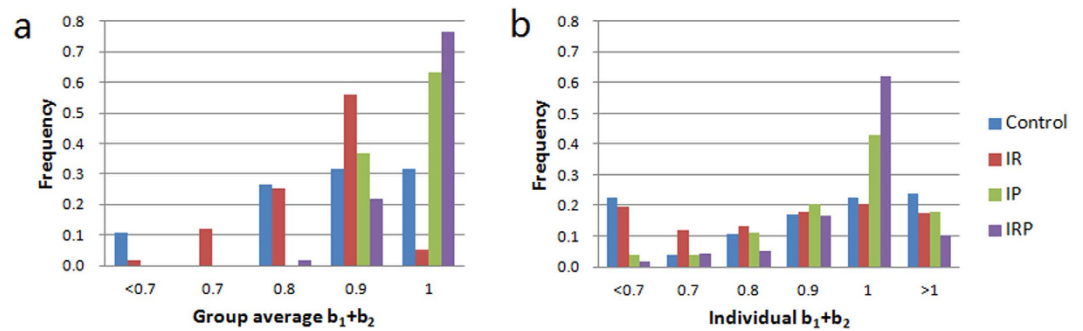 a
0.8
0.7
0.6
0.5
0.4
0.3
0.2
0.1
0.0
Frequency
<0.7 0.7 0.8 0.9 1
Group average b₁+b₂
b
0.8
0.7
0.6
0.5
0.4
0.3
0.2
0.1
0.0
Frequency
<0.7 0.7 0.8 0.9 1 >1
Individual b₁+b₂
Control
IR
IP
IRP